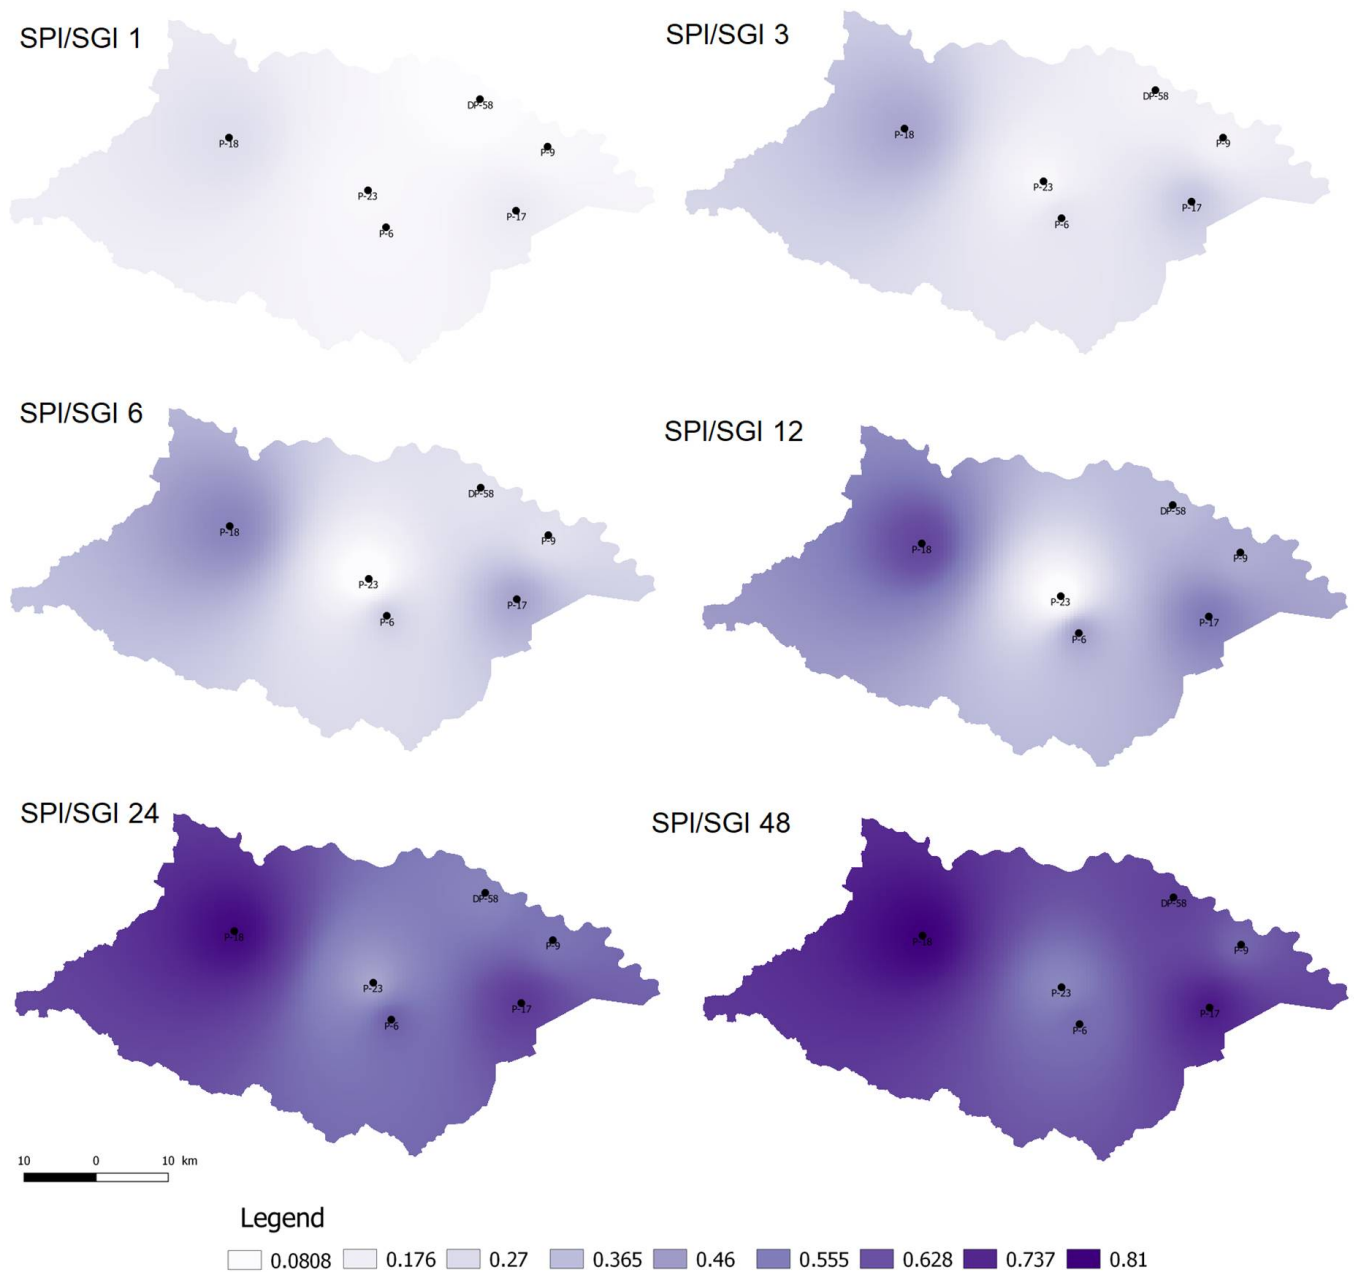 SPI/SGI 1
DP-58
P-18
P-9
P-23
P-17
P-6
SPI/SGI 3
DP-58
P-18
P-9
P-23
P-17
P-6
SPI/SGI 6
DP-58
P-18
P-9
P-23
P-17
P-6
SPI/SGI 12
DP-58
P-18
P-9
P-23
P-17
P-6
SPI/SGI 24
DP-58
P-18
P-9
P-23
P-17
P-6
SPI/SGI 48
DP-58
P-18
P-9
P-23
P-17
P-6
10 0 10 km
Legend
0.0808 0.176 0.27 0.365 0.46 0.555 0.628 0.737 0.81